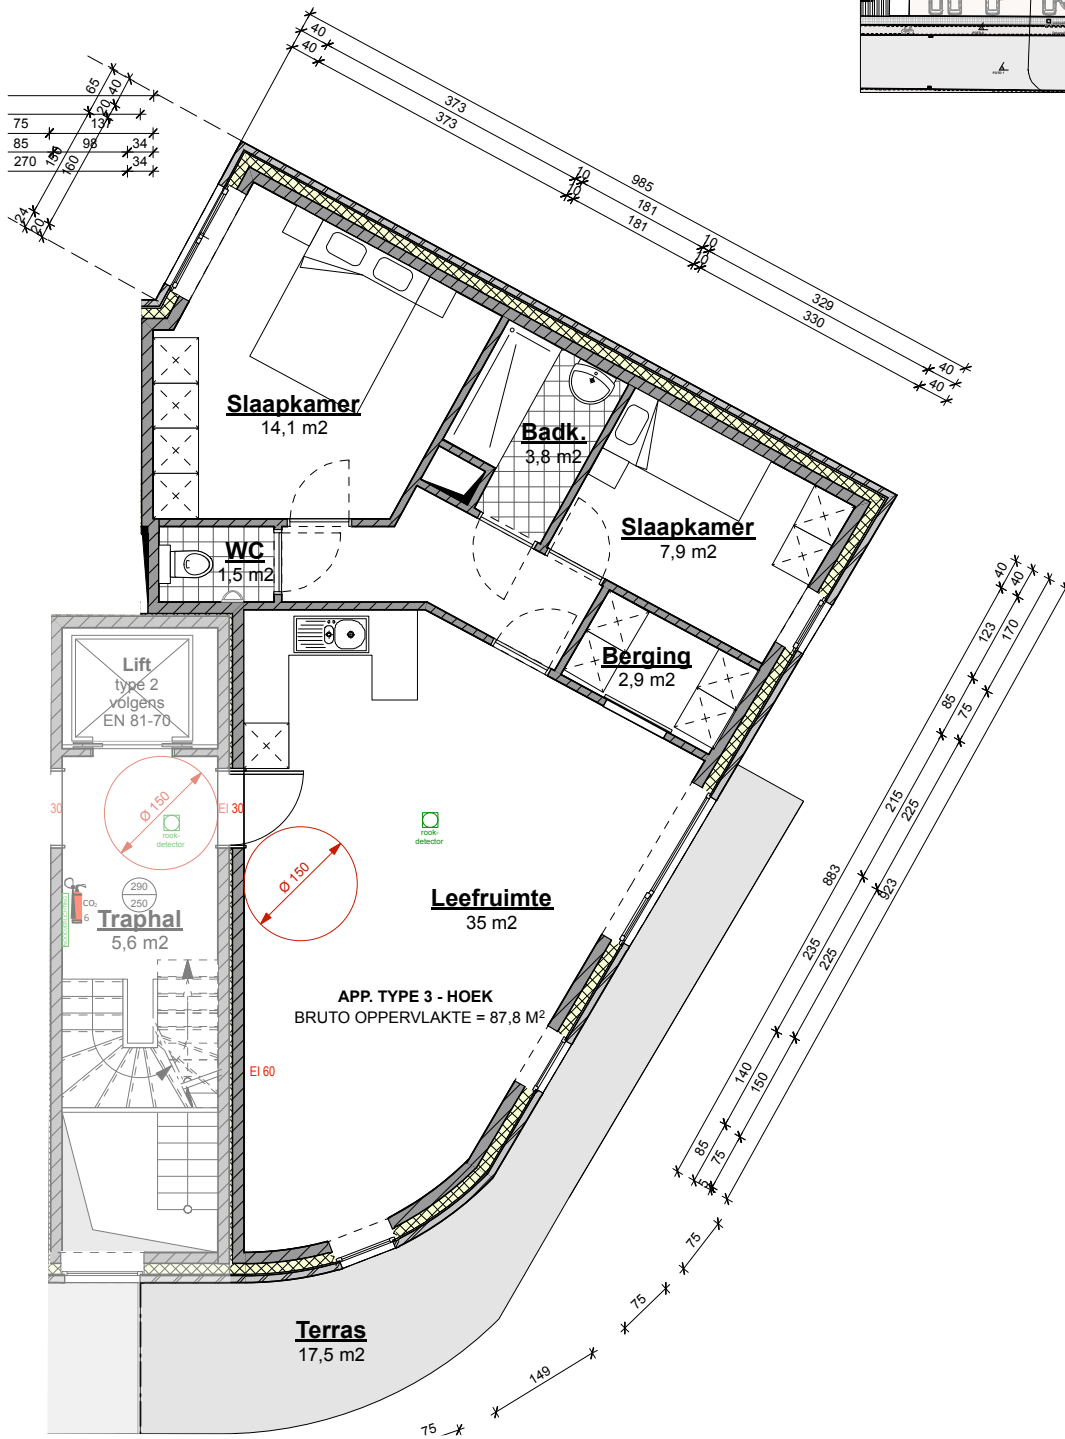 40
40
373
373
10
10
985
181
181
10
10
329
330
40
40
65
40
20
75
137
85
98
34
270
150
160
34
24
20
Slaapkamer
14,1 m2
Badk.
3,8 m2
Slaapkamer
7,9 m2
WC
1,5 m2
Berging
2,9 m2
Lift
type 2
volgens
EN 81-70
30
Ø 150
EI 30
rook-
detector
rook-
detector
Ø 150
290
250
CO₂
6
Traphal
5,6 m2
Leefruimte
35 m2
APP. TYPE 3 - HOEK
BRUTO OPPERVLAKTE = 87,8 M²
EI 60
Terras
17,5 m2
40
40
123
170
85
75
215
225
883
923
235
225
140
150
85
75
5
75
75
149
75